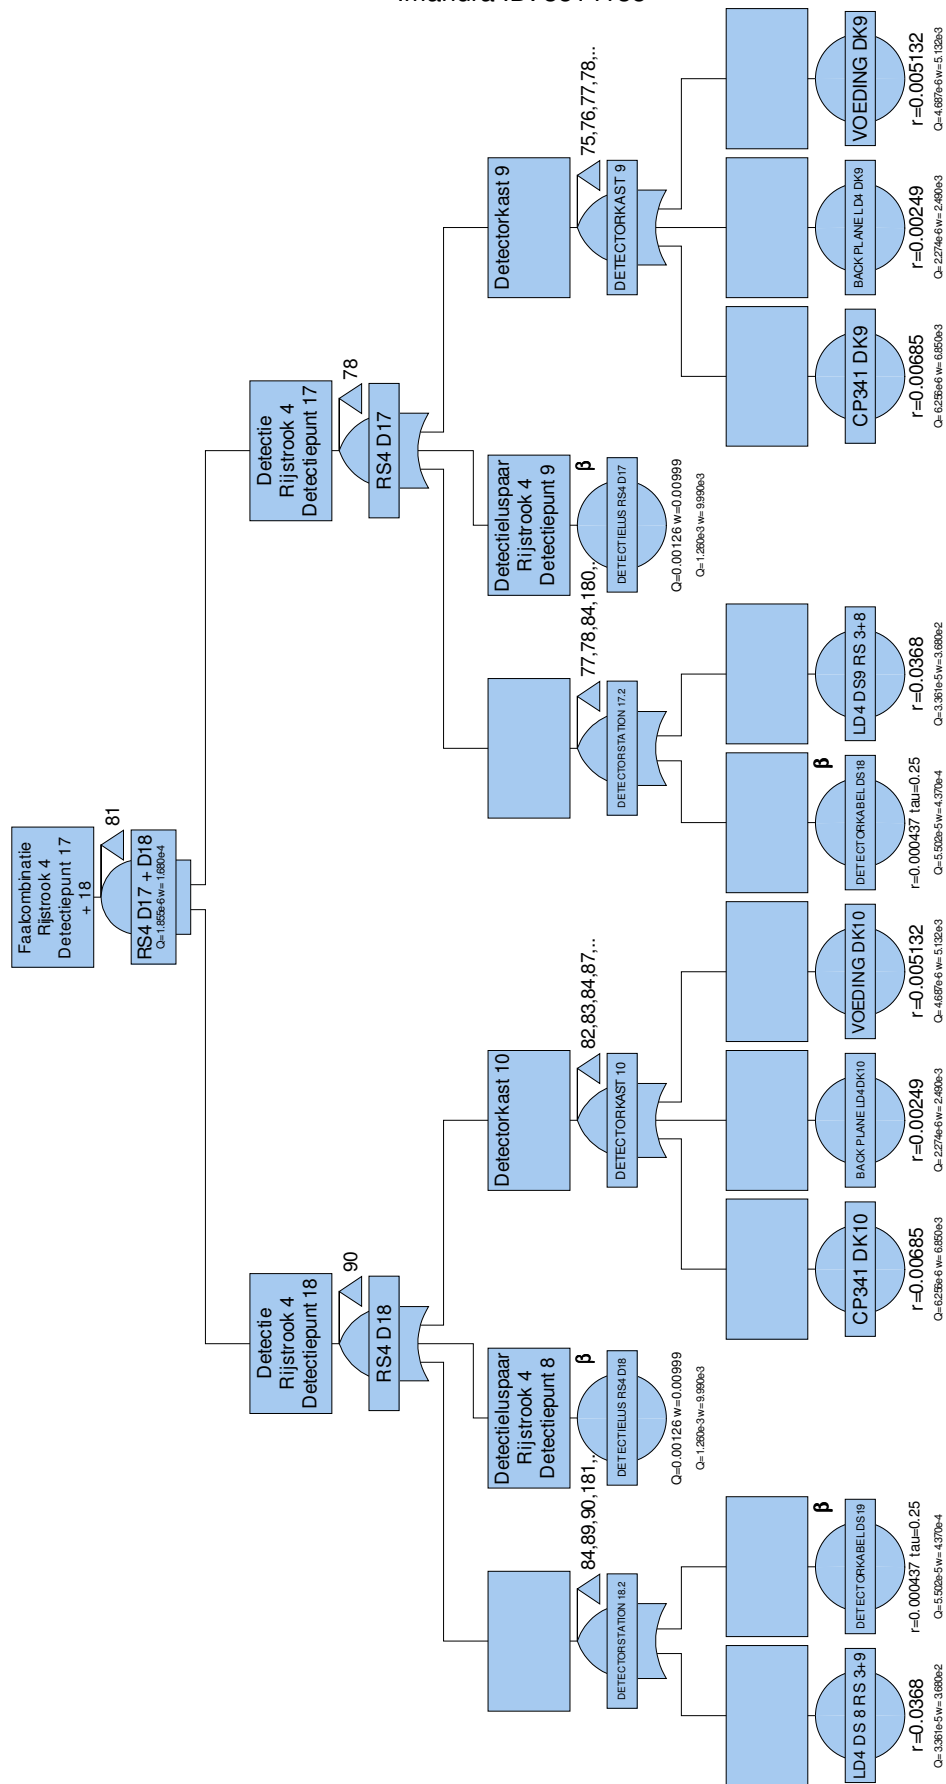 Faalcombinatie
Rijstrook 4
Detectiepunt 17
+ 18
81
RS4 D17 + D18
Q=1.855e-6 w=1.680e-4
Detectie
Rijstrook 4
Detectiepunt 18
90
RS4 D18
Detectie
Rijstrook 4
Detectiepunt 17
78
RS4 D17
84,89,90,181,..
DETECTORSTATION 18.2
Detectieluspaar
Rijstrook 4
Detectiepunt 8
β
DETECTIELUS RS4 D18
Q=0.00126 w=0.00999
Q=1.260e-3 w=9.990e-3
Detectorkast 10
82,83,84,87,..
DETECTORKAST 10
77,78,84,180,..
DETECTORSTATION 17.2
Detectieluspaar
Rijstrook 4
Detectiepunt 9
β
DETECTIELUS RS4 D17
Q=0.00126 w=0.00999
Q=1.260e-3 w=9.990e-3
Detectorkast 9
75,76,77,78,..
DETECTORKAST 9
LD4 DS 8 RS 3+9
r=0.0368
Q=3.361e-5 w=3.680e-2
β
DETECTORKABEL DS19
r=0.000437 tau=0.25
Q=5.502e-5 w=4.370e-4
CP341 DK10
r=0.00685
Q=6.256e-6 w=6.850e-3
BACK PLANE LD4 DK10
r=0.00249
Q=2.274e-6 w=2.490e-3
VOEDING DK10
r=0.005132
Q=4.687e-6 w=5.132e-3
β
DETECTORKABEL DS18
r=0.000437 tau=0.25
Q=5.502e-5 w=4.370e-4
LD4 DS9 RS 3+8
r=0.0368
Q=3.361e-5 w=3.680e-2
CP341 DK9
r=0.00685
Q=6.256e-6 w=6.850e-3
BACK PLANE LD4 DK9
r=0.00249
Q=2.274e-6 w=2.490e-3
VOEDING DK9
r=0.005132
Q=4.687e-6 w=5.132e-3